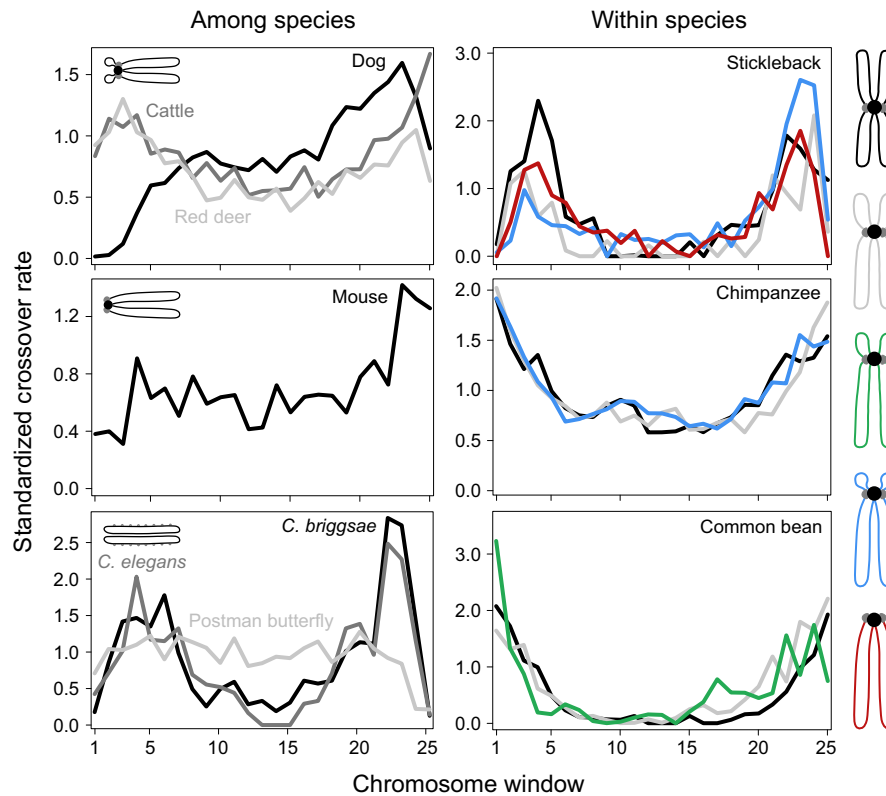 Among species
Within species
Standardized crossover rate
Dog
Cattle
Red deer
1.5
1.0
0.5
0.0
Stickleback
3.0
2.0
1.0
0.0
Mouse
1.2
0.8
0.4
0.0
Chimpanzee
2.0
1.5
1.0
0.5
0.0
C. briggsae
C. elegans
Postman butterfly
2.5
2.0
1.5
1.0
0.5
0.0
1 5 10 15 20 25
Common bean
3.0
2.0
1.0
0.0
1 5 10 15 20 25
Chromosome window